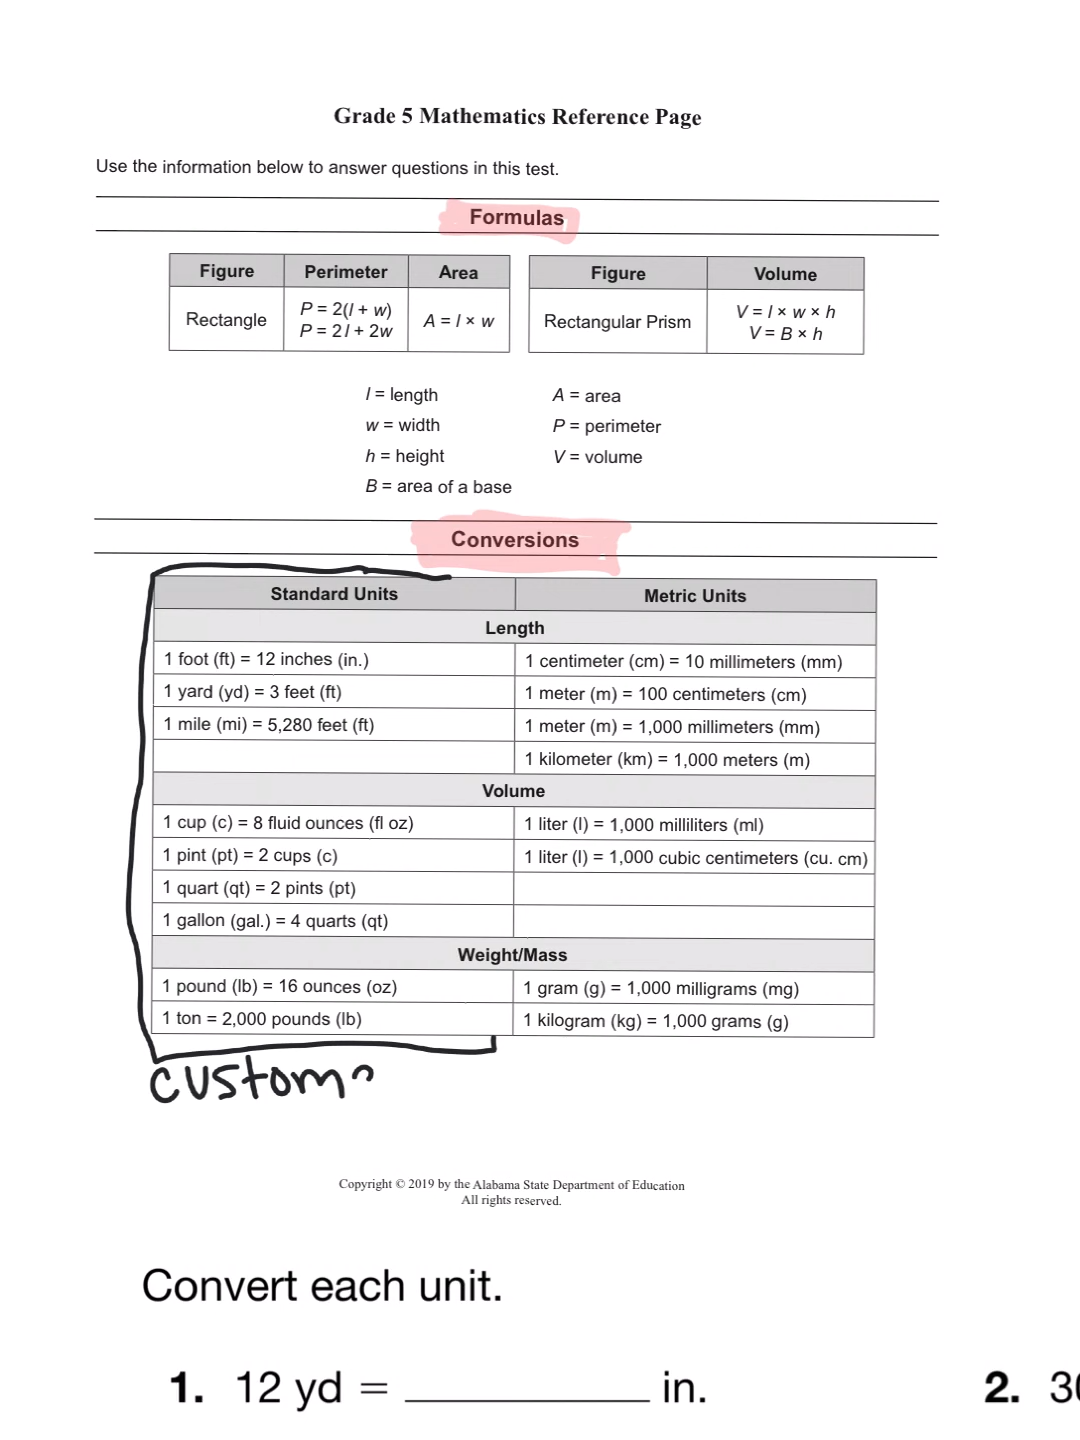 Grade 5 Mathematics Reference Page
Use the information below to answer questions in this test.
Formulas
Figure Perimeter Area
Rectangle P = 2(l + w) A = l × w
P = 2l + 2w
Figure Volume
Rectangular Prism V = l × w × h
V = B × h
l = length A = area
w = width P = perimeter
h = height V = volume
B = area of a base
Conversions
Standard Units Metric Units
Length
1 foot (ft) = 12 inches (in.) 1 centimeter (cm) = 10 millimeters (mm)
1 yard (yd) = 3 feet (ft) 1 meter (m) = 100 centimeters (cm)
1 mile (mi) = 5,280 feet (ft) 1 meter (m) = 1,000 millimeters (mm)
1 kilometer (km) = 1,000 meters (m)
Volume
1 cup (c) = 8 fluid ounces (fl oz) 1 liter (l) = 1,000 milliliters (ml)
1 pint (pt) = 2 cups (c) 1 liter (l) = 1,000 cubic centimeters (cu. cm)
1 quart (qt) = 2 pints (pt)
1 gallon (gal.) = 4 quarts (qt)
Weight/Mass
1 pound (lb) = 16 ounces (oz) 1 gram (g) = 1,000 milligrams (mg)
1 ton = 2,000 pounds (lb) 1 kilogram (kg) = 1,000 grams (g)
custom
Copyright © 2019 by the Alabama State Department of Education
All rights reserved.
Convert each unit.
1. 12 yd = __________ in. 2.